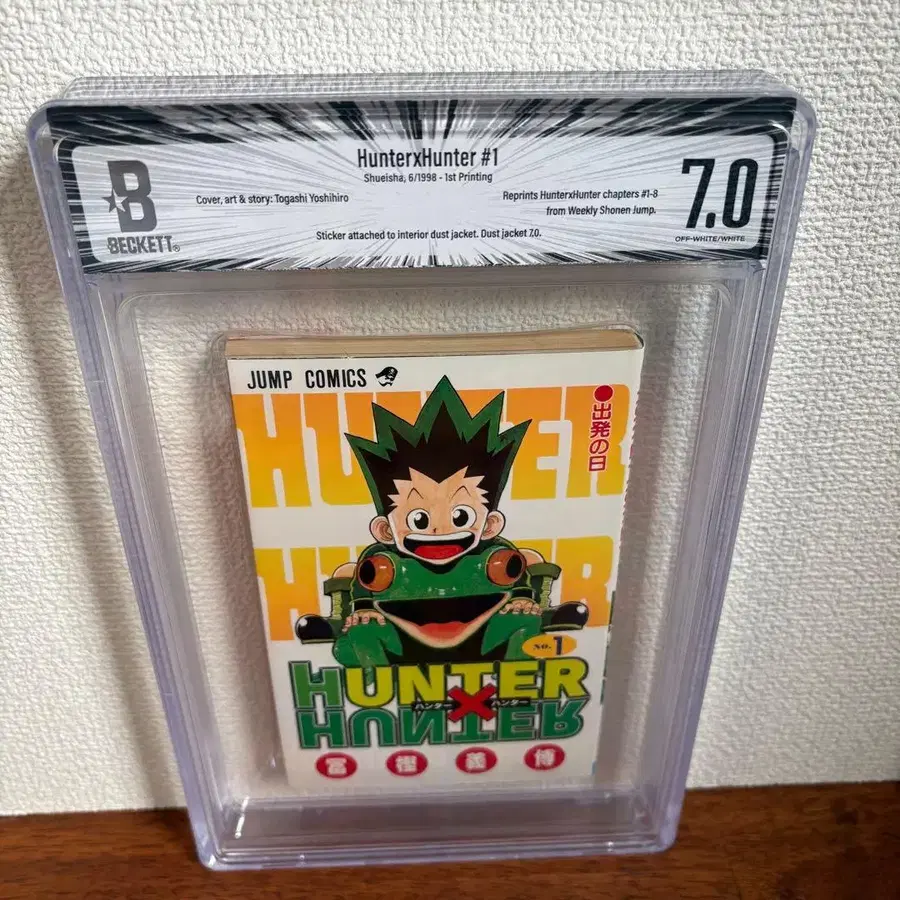 HunterxHunter #1
Shueisha, 6/1998 - 1st Printing
B
BECKETT®
Cover, art & story: Togashi Yoshihiro
Reprints HunterxHunter chapters #1-8
from Weekly Shonen Jump.
Sticker attached to interior dust jacket. Dust jacket 7.0.
7.0
OFF-WHITE/WHITE
JUMP COMICS
HUNTER
HUNTER
●出発の日
NO.1
HUNTER
ハンター×ハンター
HUNTER
冨樫義博